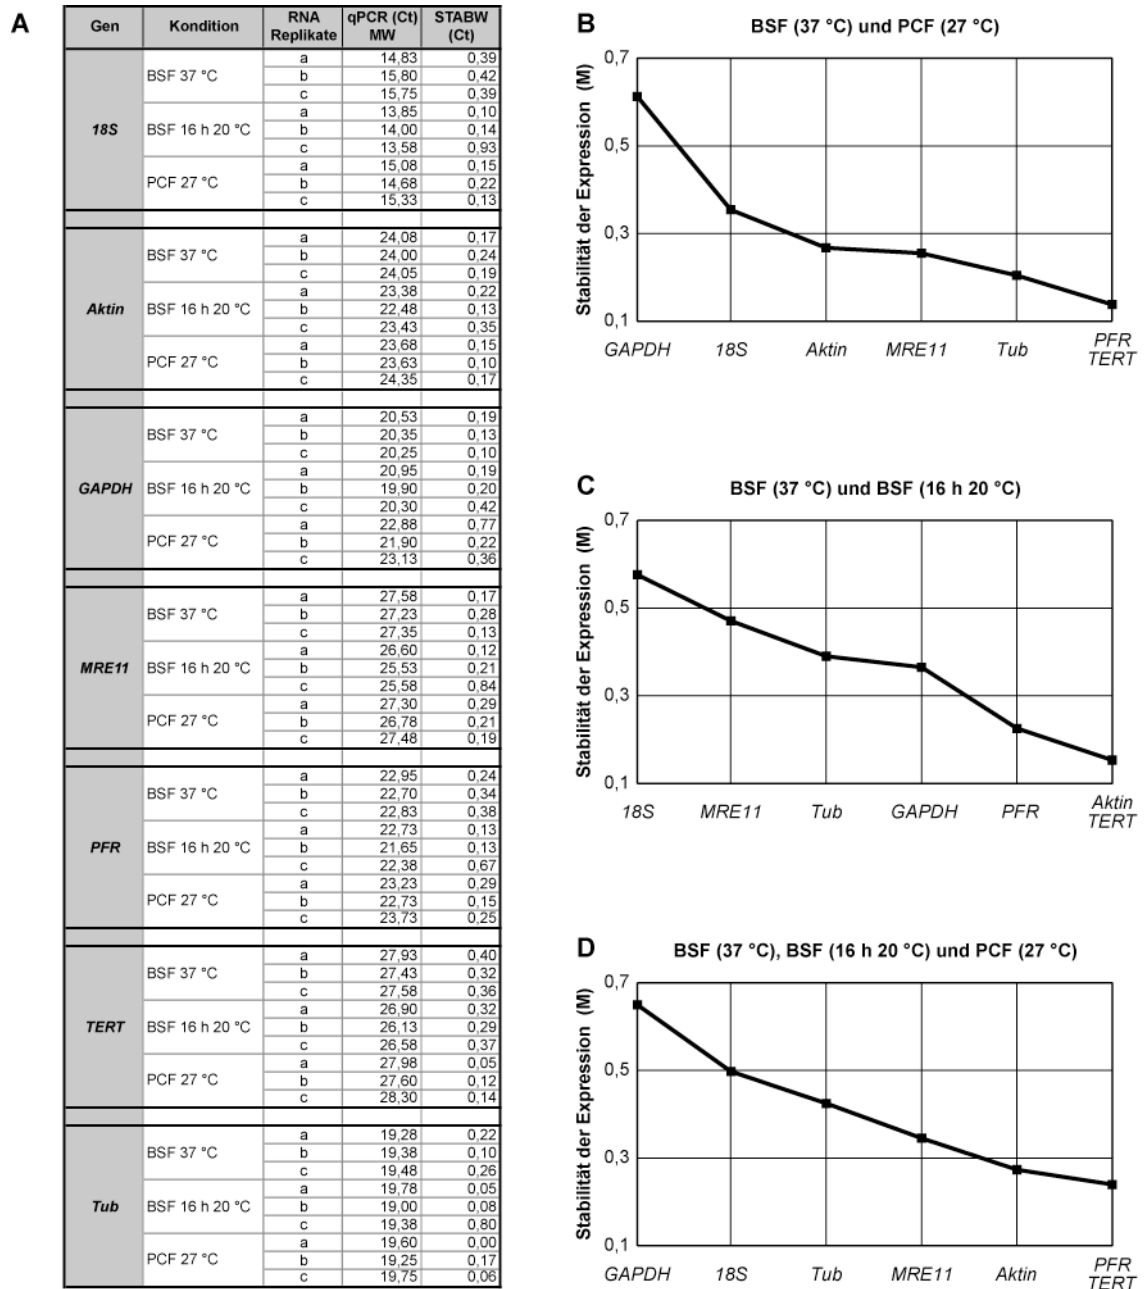 A
Gen Kondition RNA Replikate qPCR (Ct) MW STABW (Ct)
18S BSF 37 °C a 14,83 0,39
b 15,80 0,42
c 15,75 0,39
BSF 16 h 20 °C a 13,85 0,10
b 14,00 0,14
c 13,58 0,93
PCF 27 °C a 15,08 0,15
b 14,68 0,22
c 15,33 0,13
Aktin BSF 37 °C a 24,08 0,17
b 24,00 0,24
c 24,05 0,19
BSF 16 h 20 °C a 23,38 0,22
b 22,48 0,13
c 23,43 0,35
PCF 27 °C a 23,68 0,15
b 23,63 0,10
c 24,35 0,17
GAPDH BSF 37 °C a 20,53 0,19
b 20,35 0,13
c 20,25 0,10
BSF 16 h 20 °C a 20,95 0,19
b 19,90 0,20
c 20,30 0,42
PCF 27 °C a 22,88 0,77
b 21,90 0,22
c 23,13 0,36
MRE11 BSF 37 °C a 27,58 0,17
b 27,23 0,28
c 27,35 0,13
BSF 16 h 20 °C a 26,60 0,12
b 25,53 0,21
c 25,58 0,84
PCF 27 °C a 27,30 0,29
b 26,78 0,21
c 27,48 0,19
PFR BSF 37 °C a 22,95 0,24
b 22,70 0,34
c 22,83 0,38
BSF 16 h 20 °C a 22,73 0,13
b 21,65 0,13
c 22,38 0,67
PCF 27 °C a 23,23 0,29
b 22,73 0,15
c 23,73 0,25
TERT BSF 37 °C a 27,93 0,40
b 27,43 0,32
c 27,58 0,36
BSF 16 h 20 °C a 26,90 0,32
b 26,13 0,29
c 26,58 0,37
PCF 27 °C a 27,98 0,05
b 27,60 0,12
c 28,30 0,14
Tub BSF 37 °C a 19,28 0,22
b 19,38 0,10
c 19,48 0,26
BSF 16 h 20 °C a 19,78 0,05
b 19,00 0,08
c 19,38 0,80
PCF 27 °C a 19,60 0,00
b 19,25 0,17
c 19,75 0,06
B
BSF (37 °C) und PCF (27 °C)
Stabilität der Expression (M)
0,7
0,5
0,3
0,1
GAPDH 18S Aktin MRE11 Tub PFR TERT
C
BSF (37 °C) und BSF (16 h 20 °C)
Stabilität der Expression (M)
0,7
0,5
0,3
0,1
18S MRE11 Tub GAPDH PFR Aktin TERT
D
BSF (37 °C), BSF (16 h 20 °C) und PCF (27 °C)
Stabilität der Expression (M)
0,7
0,5
0,3
0,1
GAPDH 18S Tub MRE11 Aktin PFR TERT